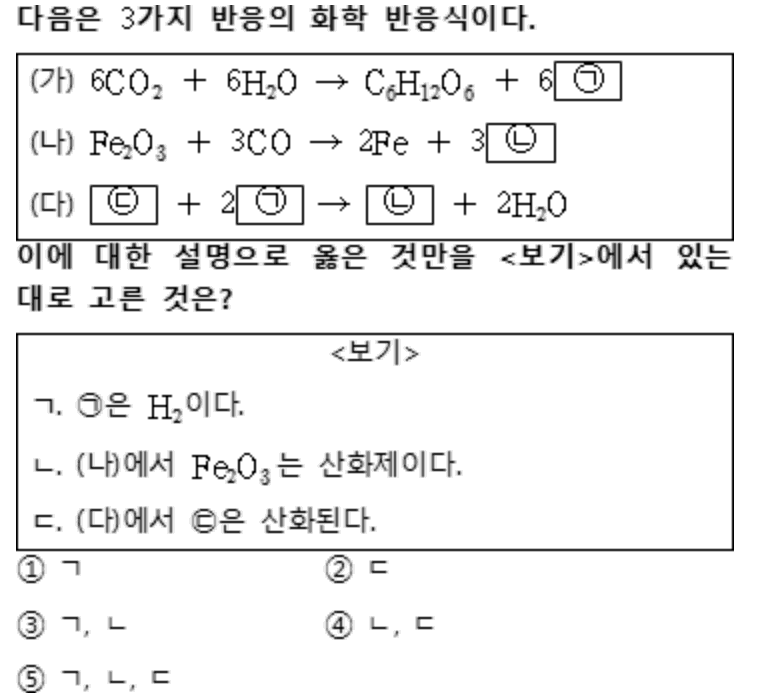 다음은 3가지 반응의 화학 반응식이다.
(가) 6CO₂ + 6H₂O → C₆H₁₂O₆ + 6㉠
(나) Fe₂O₃ + 3CO → 2Fe + 3㉡
(다) ㉢ + 2㉠ → ㉡ + 2H₂O
이에 대한 설명으로 옳은 것만을 <보기>에서 있는
대로 고른 것은?
<보기>
ㄱ. ㉠은 H₂이다.
ㄴ. (나)에서 Fe₂O₃는 산화제이다.
ㄷ. (다)에서 ㉢은 산화된다.
① ㄱ ② ㄷ
③ ㄱ, ㄴ ④ ㄴ, ㄷ
⑤ ㄱ, ㄴ, ㄷ